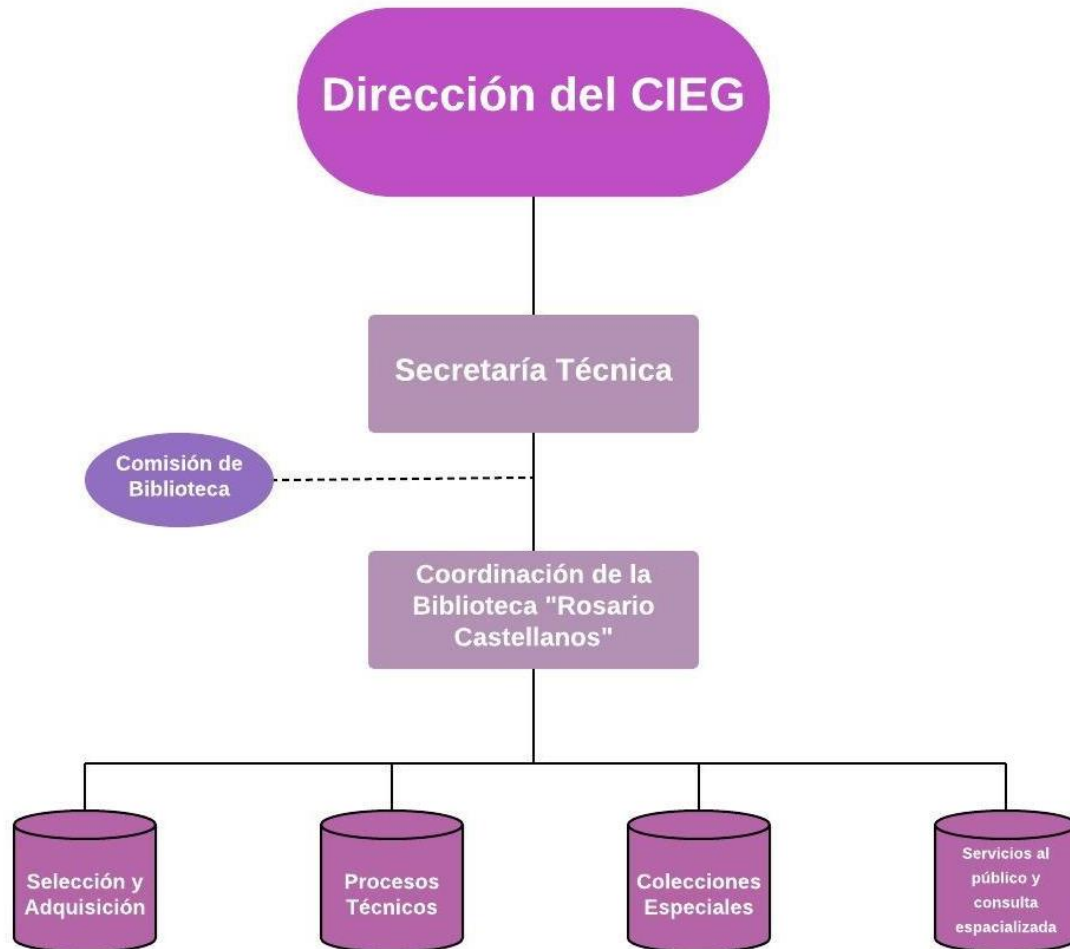 Dirección del CIEG
Secretaría Técnica
Comisión de
Biblioteca
Coordinación de la
Biblioteca "Rosario
Castellanos"
Selección y
Adquisición
Procesos
Técnicos
Colecciones
Especiales
Servicios al
público y
consulta
espacializada